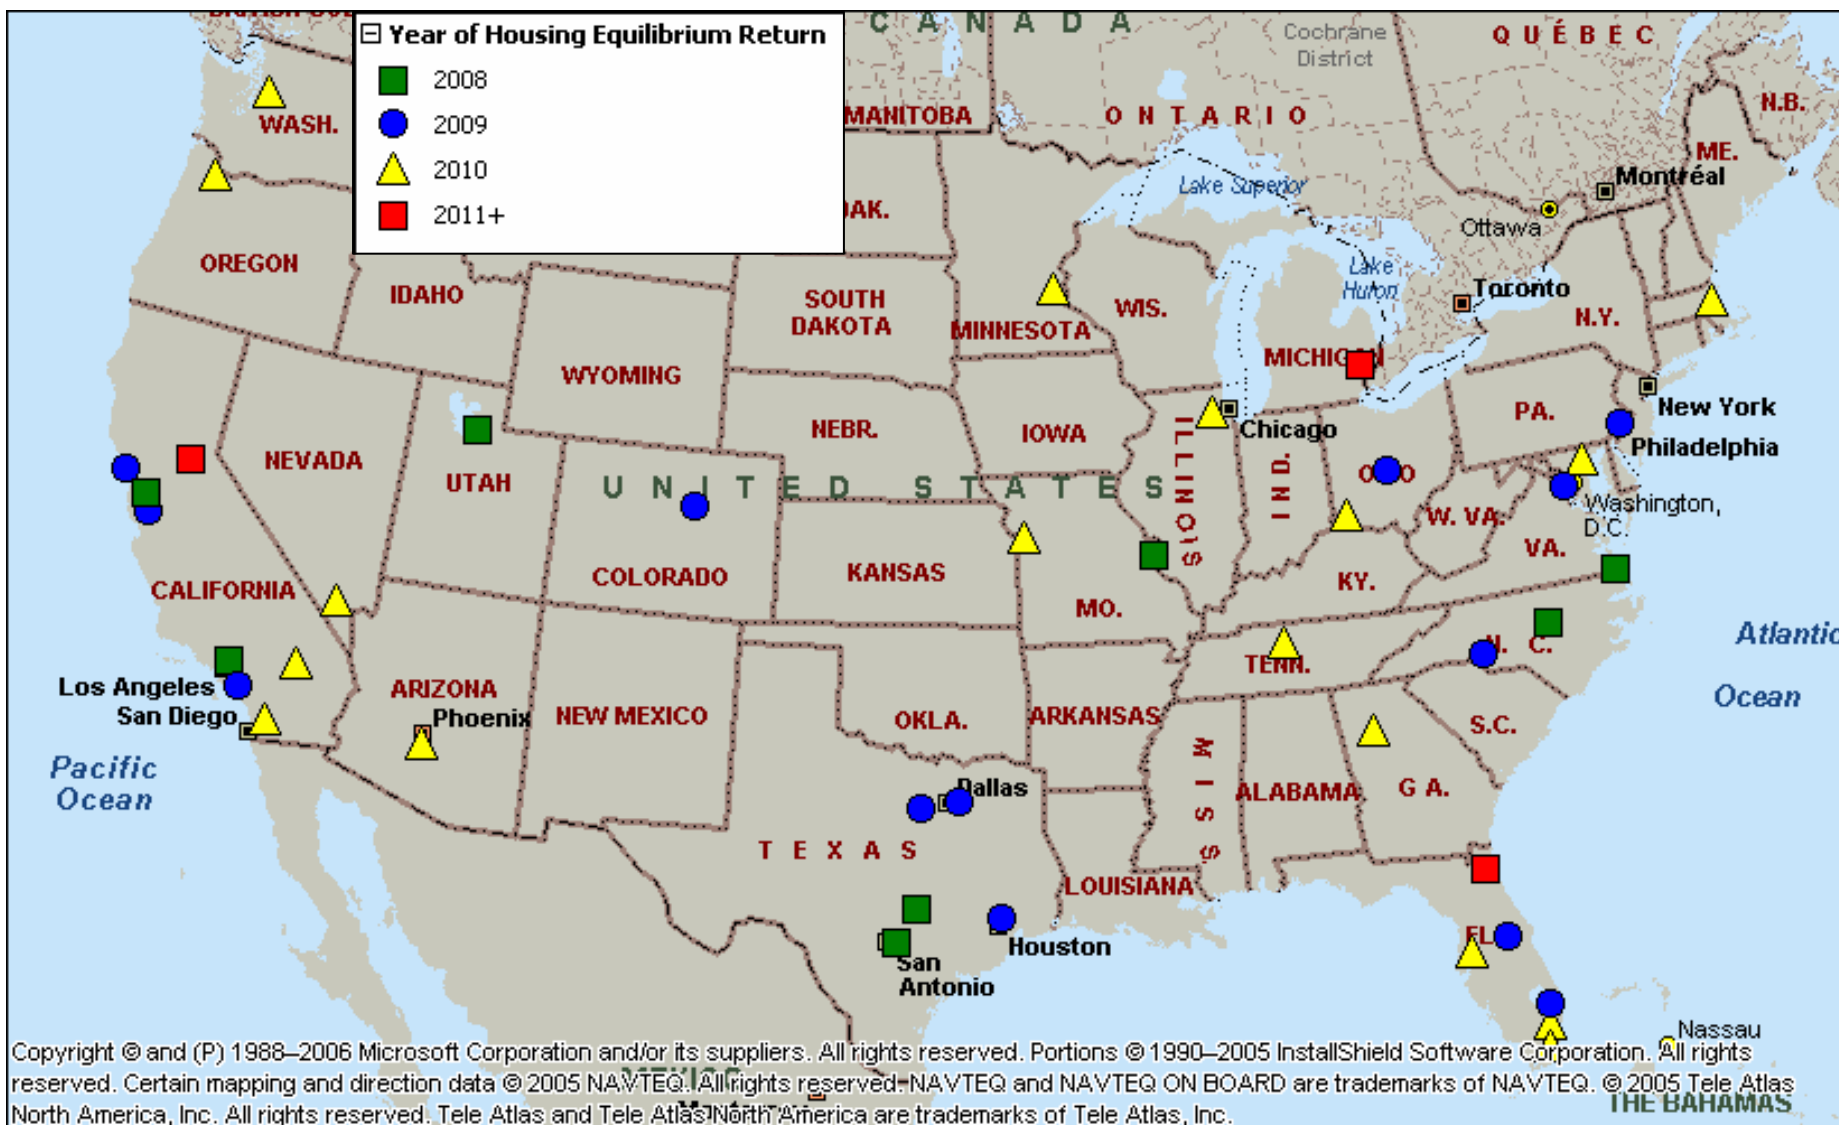 BRITISH COL
C A N A D A
Cochrane
District
QUÉBEC
Year of Housing Equilibrium Return
2008
2009
2010
2011+
WASH.
MANITOBA
ONTARIO
N.B.
ME.
Montréal
Lake Superior
DAK.
Ottawa
OREGON
IDAHO
Lake
Huron
Toronto
SOUTH
DAKOTA
MINNESOTA
WIS.
N.Y.
WYOMING
MICHIGAN
NEBR.
IOWA
Chicago
PA.
New York
Philadelphia
NEVADA
UTAH
UNITED STATES
ILLINOIS
IND.
OHIO
W. VA.
Washington,
D.C.
VA.
CALIFORNIA
COLORADO
KANSAS
MO.
KY.
N. C.
Atlantic
Ocean
TENN.
Los Angeles
San Diego
ARIZONA
Phoenix
NEW MEXICO
OKLA.
ARKANSAS
S.C.
Pacific
Ocean
Dallas
MISS.
ALABAMA
GA.
TEXAS
LOUISIANA
Houston
San
Antonio
FL
Nassau
Copyright © and (P) 1988–2006 Microsoft Corporation and/or its suppliers. All rights reserved. Portions © 1990–2005 InstallShield Software Corporation. All rights
reserved. Certain mapping and direction data © 2005 NAVTEQ. All rights reserved. NAVTEQ and NAVTEQ ON BOARD are trademarks of NAVTEQ. © 2005 Tele Atlas
North America, Inc. All rights reserved. Tele Atlas and Tele Atlas North America are trademarks of Tele Atlas, Inc.
MEXICO
THE BAHAMAS